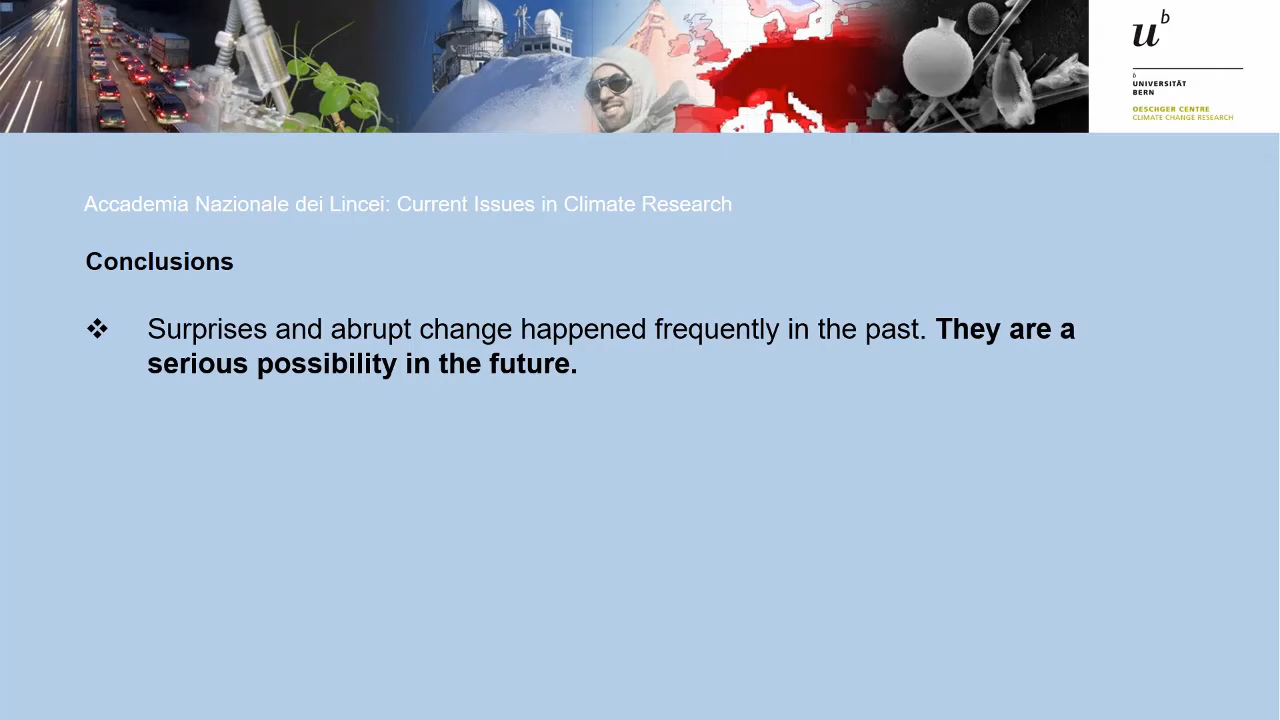 u^b
b
UNIVERSITÄT
BERN
OESCHGER CENTRE
CLIMATE CHANGE RESEARCH
Accademia Nazionale dei Lincei: Current Issues in Climate Research
Conclusions
❖ Surprises and abrupt change happened frequently in the past. They are a
serious possibility in the future.